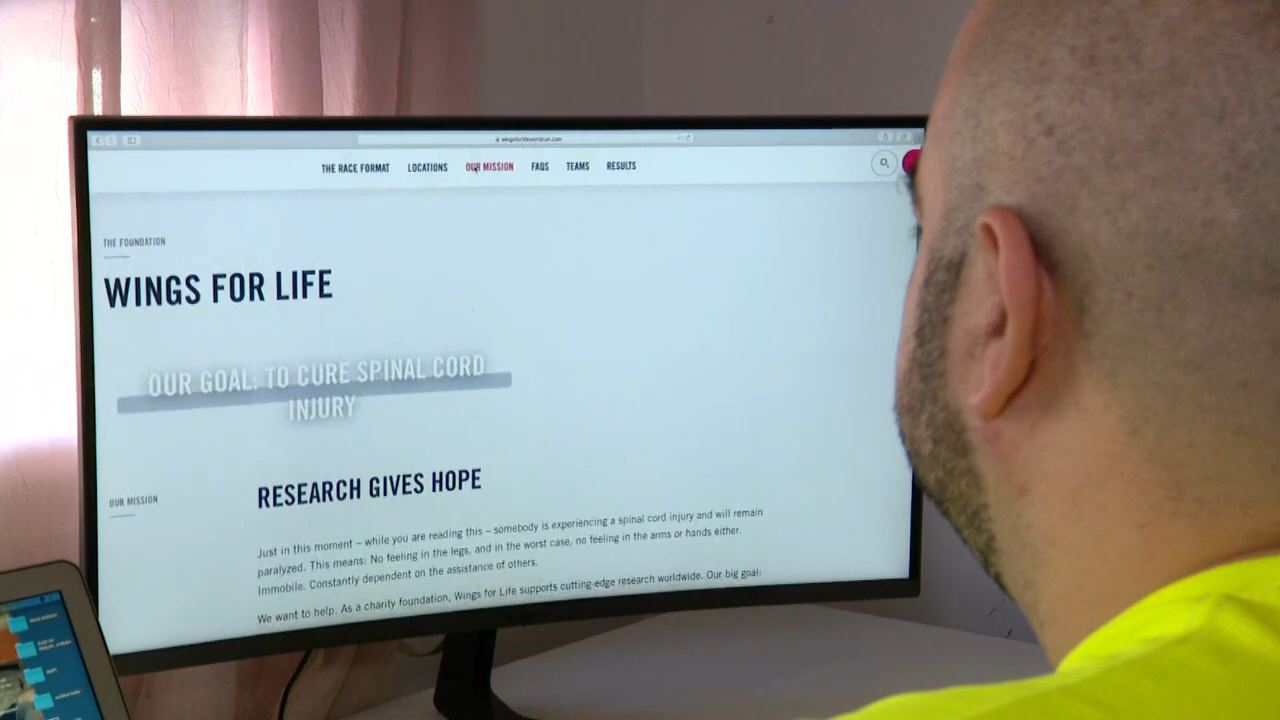 wingsforlifeworldrun.com
THE RACE FORMAT LOCATIONS OUR MISSION FAQS TEAMS RESULTS
THE FOUNDATION
WINGS FOR LIFE
OUR GOAL: TO CURE SPINAL CORD
INJURY
OUR MISSION
RESEARCH GIVES HOPE
Just in this moment – while you are reading this – somebody is experiencing a spinal cord injury and will remain
paralyzed. This means: No feeling in the legs, and in the worst case, no feeling in the arms or hands either.
Immobile. Constantly dependent on the assistance of others.
We want to help. As a charity foundation, Wings for Life supports cutting-edge research worldwide. Our big goal: